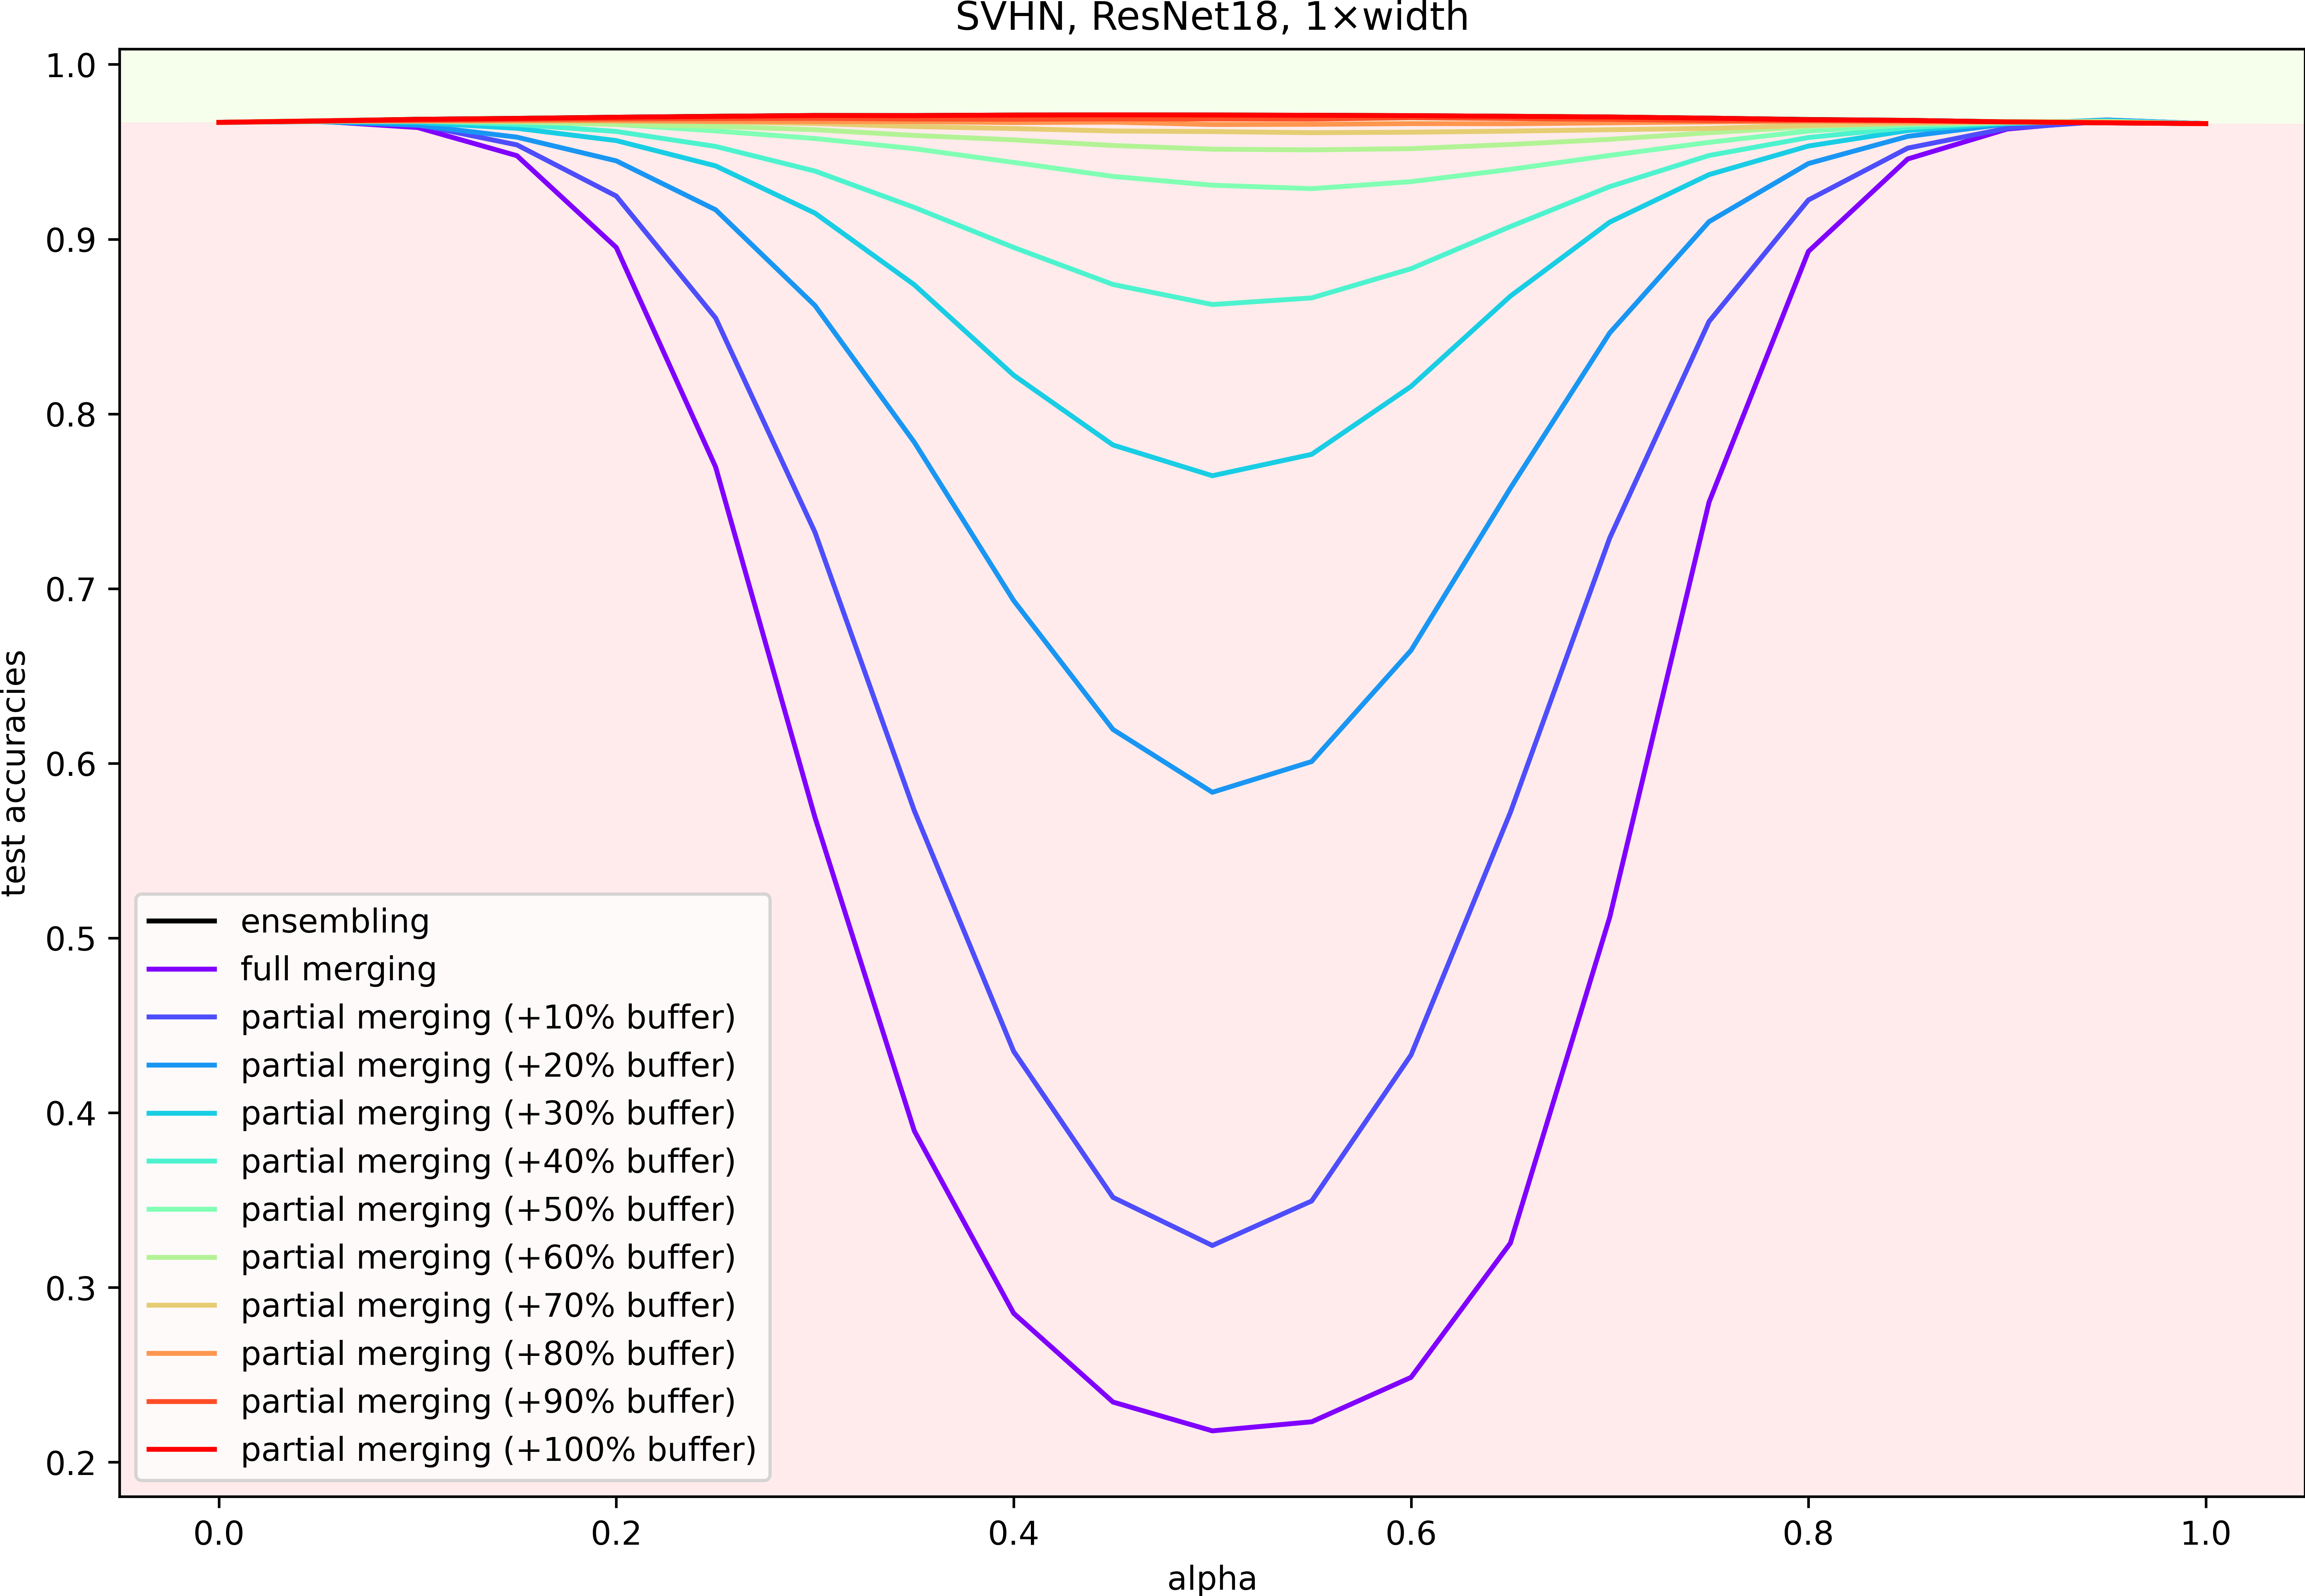 SVHN, ResNet18, 1×width
1.0
0.9
0.8
0.7
0.6
0.5
0.4
0.3
0.2
test accuracies
ensembling
full merging
partial merging (+10% buffer)
partial merging (+20% buffer)
partial merging (+30% buffer)
partial merging (+40% buffer)
partial merging (+50% buffer)
partial merging (+60% buffer)
partial merging (+70% buffer)
partial merging (+80% buffer)
partial merging (+90% buffer)
partial merging (+100% buffer)
0.0 0.2 0.4 0.6 0.8 1.0
alpha